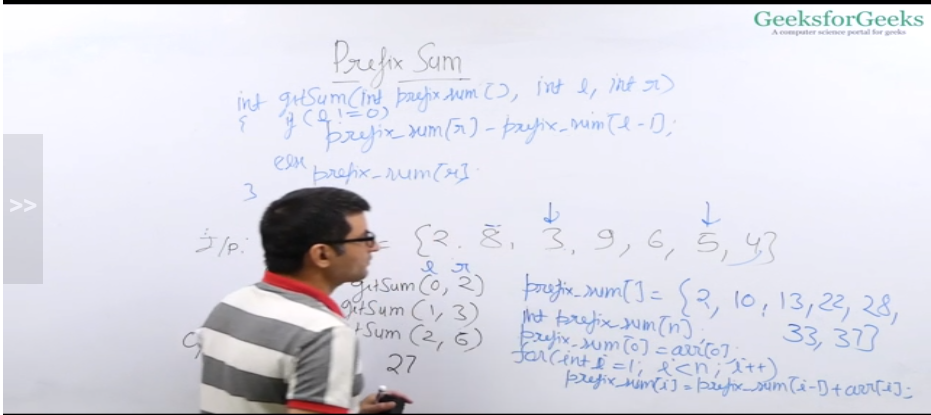 GeeksforGeeks
A computer science portal for geeks
Prefix Sum
int getSum(int prefix_sum[], int l, int r)
{ if (l != 0)
prefix_sum[r] - prefix_sum[l-1];
else
prefix_sum[r].
}
>>
I/p: = {2, 8, 3, 9, 6, 5, 4}
l r
getSum(0, 2)
getSum(1, 3)
tSum(2, 6)
27
prefix_sum[] = {2, 10, 13, 22, 28,
33, 37}
int prefix_sum[n];
prefix_sum[0] = arr[0];
for(int i=1; i<n; i++)
prefix_sum[i] = prefix_sum[i-1] + arr[i];